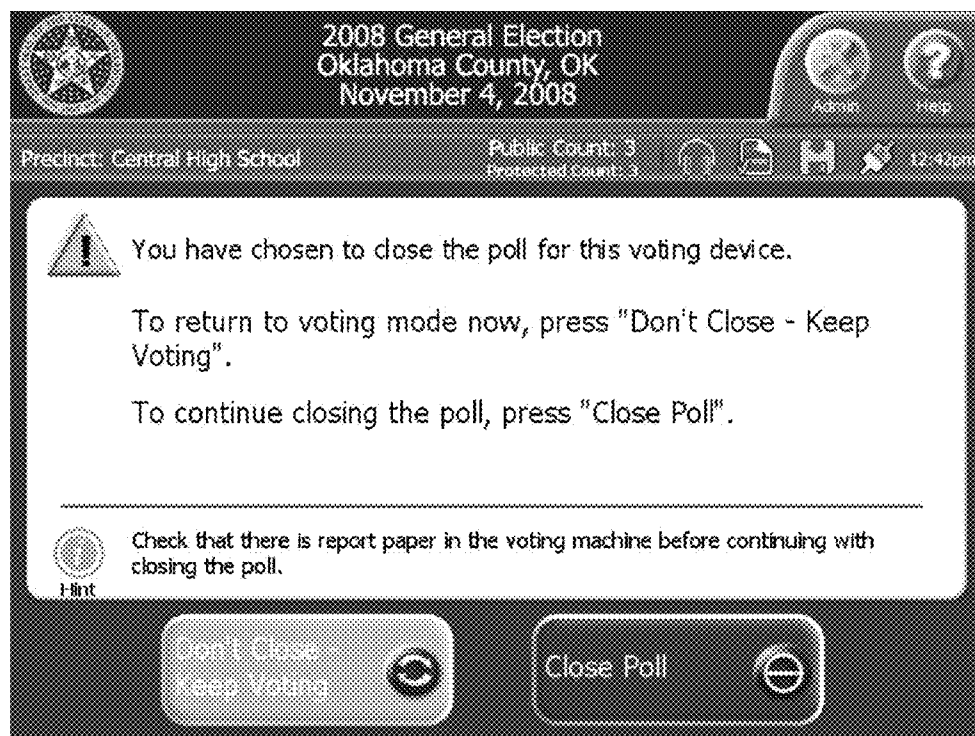 2008 General Election
Oklahoma County, OK
November 4, 2008
Admin
Help
Precinct: Central High School
Public Count: 3
Protected Count: 3
12:42pm
You have chosen to close the poll for this voting device.
To return to voting mode now, press "Don't Close - Keep
Voting".
To continue closing the poll, press "Close Poll".
Check that there is report paper in the voting machine before continuing with
closing the poll.
Hint
Don't Close -
Keep Voting
Close Poll